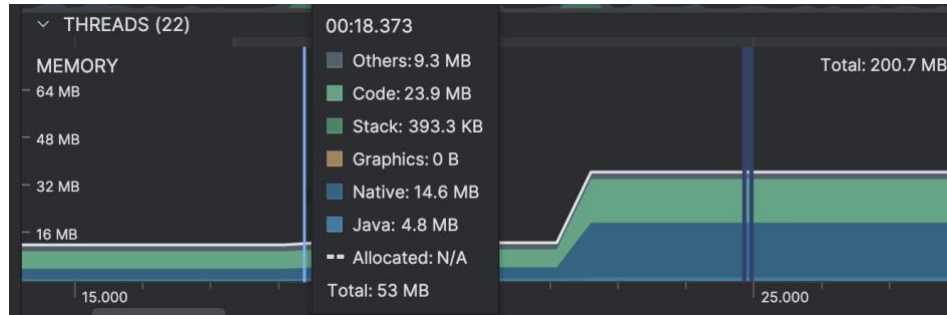 THREADS (22)
00:18.373
MEMORY
Others: 9.3 MB
Total: 200.7 MB
64 MB
Code: 23.9 MB
Stack: 393.3 KB
48 MB
Graphics: 0 B
32 MB
Native: 14.6 MB
Java: 4.8 MB
16 MB
Allocated: N/A
Total: 53 MB
15.000
25.000